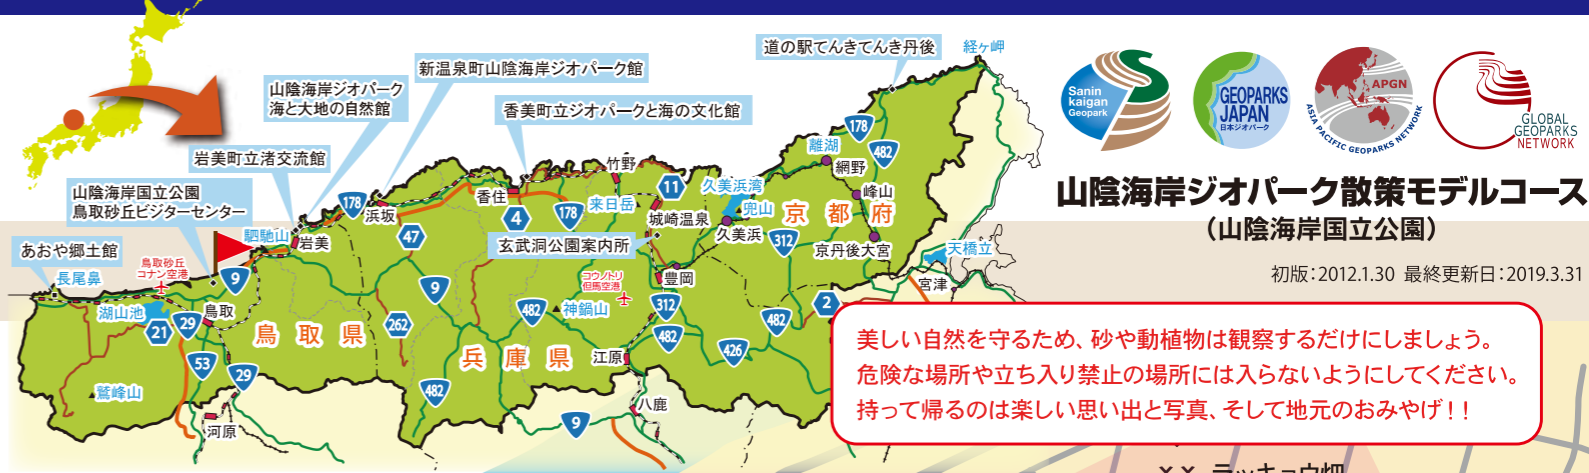 道の駅てんきてんき丹後
経ヶ岬
新温泉町山陰海岸ジオパーク館
山陰海岸ジオパーク
海と大地の自然館
香美町立ジオパークと海の文化館
岩美町立渚交流館
山陰海岸国立公園
鳥取砂丘ビジターセンター
あおや郷土館
玄武洞公園案内所
長尾鼻
鳥取砂丘
コナン空港
駟馳山
岩美
178
浜坂
47
香住
4
178
竹野
来日岳
11
城崎温泉
久美浜湾
兜山
久美浜
京都府
離湖
178
482
網野
峰山
312
京丹後大宮
天橋立
宮津
2
9
湖山池
21
29
鳥取
53
29
鷲峰山
河原
鳥取県
262
9
482
兵庫県
482
神鍋山
コウノトリ
但馬空港
豊岡
312
482
江原
426
482
八鹿
9
Sanin
kaigan
Geopark
GEOPARKS
JAPAN
日本ジオパーク
APGN
ASIA PACIFIC GEOPARKS NETWORK
GLOBAL
GEOPARKS
NETWORK
山陰海岸ジオパーク散策モデルコース
（山陰海岸国立公園）
初版：2012.1.30 最終更新日：2019.3.31
美しい自然を守るため、砂や動植物は観察するだけにしましょう。
危険な場所や立ち入り禁止の場所には入らないようにしてください。
持って帰るのは楽しい思い出と写真、そして地元のおみやげ！！
ラッキョウ畑